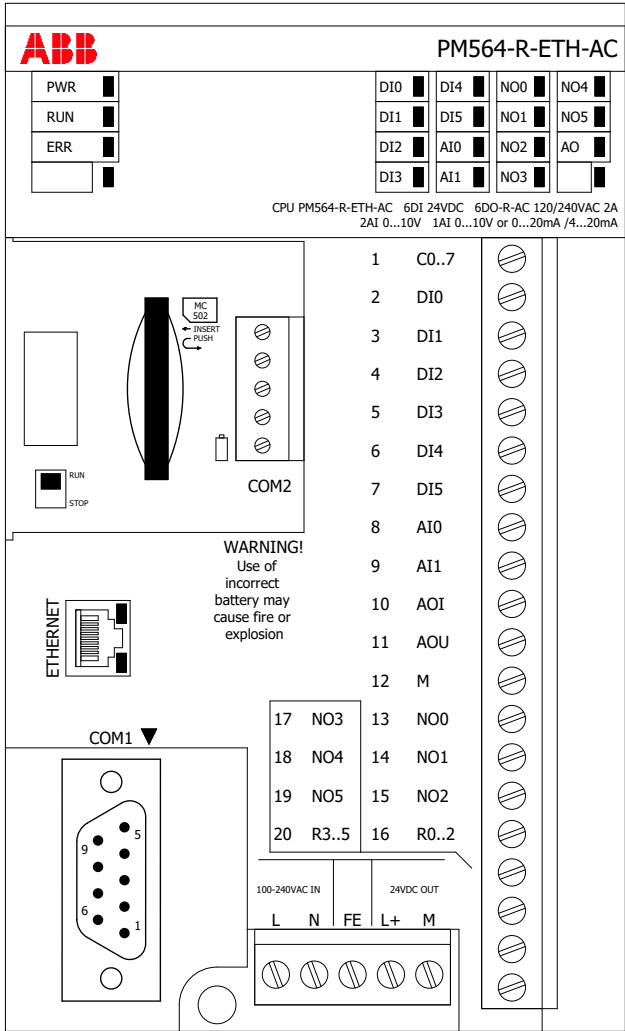 ABB PM564-R-ETH-AC
PWR DI0 DI4 NO0 NO4
RUN DI1 DI5 NO1 NO5
ERR DI2 AI0 NO2 AO
DI3 AI1 NO3
CPU PM564-R-ETH-AC 6DI 24VDC 6DO-R-AC 120/240VAC 2A
2AI 0...10V 1AI 0...10V or 0...20mA /4...20mA
MC
502
INSERT
PUSH
RUN
STOP
COM2
WARNING!
Use of
incorrect
battery may
cause fire or
explosion
ETHERNET
COM1
5
9
6
1
1 C0..7
2 DI0
3 DI1
4 DI2
5 DI3
6 DI4
7 DI5
8 AI0
9 AI1
10 AOI
11 AOU
12 M
17 NO3 13 NO0
18 NO4 14 NO1
19 NO5 15 NO2
20 R3..5 16 R0..2
100-240VAC IN 24VDC OUT
L N FE L+ M